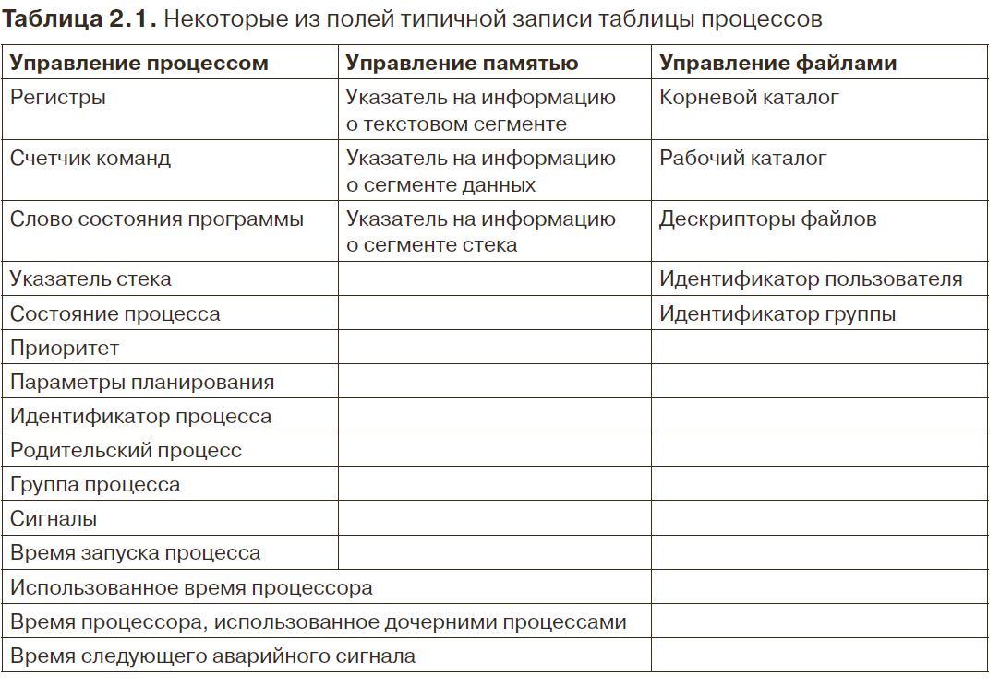 Таблица 2.1. Некоторые из полей типичной записи таблицы процессов
Управление процессом Управление памятью Управление файлами
Регистры Указатель на информацию Корневой каталог
о текстовом сегменте
Счетчик команд Указатель на информацию Рабочий каталог
о сегменте данных
Слово состояния программы Указатель на информацию Дескрипторы файлов
о сегменте стека
Указатель стека Идентификатор пользователя
Состояние процесса Идентификатор группы
Приоритет
Параметры планирования
Идентификатор процесса
Родительский процесс
Группа процесса
Сигналы
Время запуска процесса
Использованное время процессора
Время процессора, использованное дочерними процессами
Время следующего аварийного сигнала